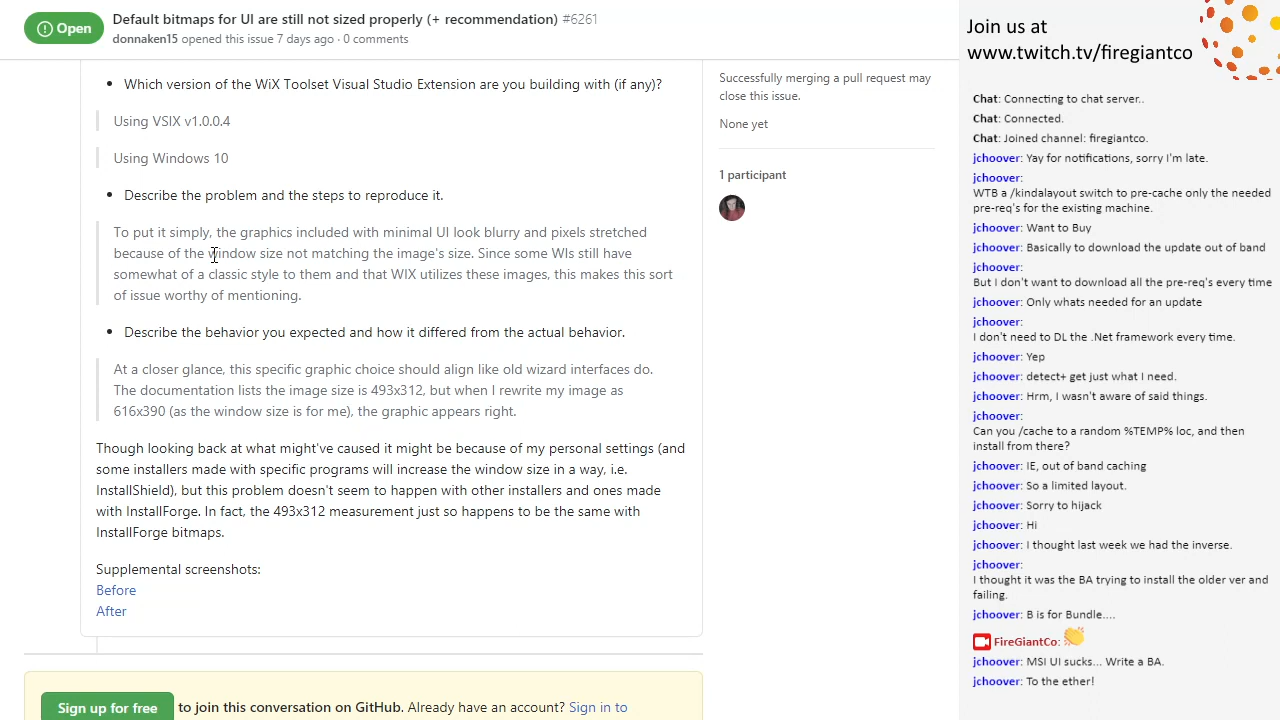 Open
Default bitmaps for UI are still not sized properly (+ recommendation) #6261
donnaken15 opened this issue 7 days ago · 0 comments
• Which version of the WiX Toolset Visual Studio Extension are you building with (if any)?
Using VSIX v1.0.0.4
Using Windows 10
• Describe the problem and the steps to reproduce it.
To put it simply, the graphics included with minimal UI look blurry and pixels stretched
because of the window size not matching the image's size. Since some WIs still have
somewhat of a classic style to them and that WIX utilizes these images, this makes this sort
of issue worthy of mentioning.
• Describe the behavior you expected and how it differed from the actual behavior.
At a closer glance, this specific graphic choice should align like old wizard interfaces do.
The documentation lists the image size is 493x312, but when I rewrite my image as
616x390 (as the window size is for me), the graphic appears right.
Though looking back at what might've caused it might be because of my personal settings (and
some installers made with specific programs will increase the window size in a way, i.e.
InstallShield), but this problem doesn't seem to happen with other installers and ones made
with InstallForge. In fact, the 493x312 measurement just so happens to be the same with
InstallForge bitmaps.
Supplemental screenshots:
Before
After
Sign up for free to join this conversation on GitHub. Already have an account? Sign in to
Successfully merging a pull request may
close this issue.
None yet
1 participant
Join us at
www.twitch.tv/firegiantco
Chat: Connecting to chat server..
Chat: Connected.
Chat: Joined channel: firegiantco.
jchoover: Yay for notifications, sorry I'm late.
jchoover:
WTB a /kindalayout switch to pre-cache only the needed
pre-req's for the existing machine.
jchoover: Want to Buy
jchoover: Basically to download the update out of band
jchoover:
But I don't want to download all the pre-req's every time
jchoover: Only whats needed for an update
jchoover:
I don't need to DL the .Net framework every time.
jchoover: Yep
jchoover: detect+ get just what I need.
jchoover: Hrm, I wasn't aware of said things.
jchoover:
Can you /cache to a random %TEMP% loc, and then
install from there?
jchoover: IE, out of band caching
jchoover: So a limited layout.
jchoover: Sorry to hijack
jchoover: Hi
jchoover: I thought last week we had the inverse.
jchoover:
I thought it was the BA trying to install the older ver and
failing.
jchoover: B is for Bundle....
FireGiantCo: 👏
jchoover: MSI UI sucks... Write a BA.
jchoover: To the ether!